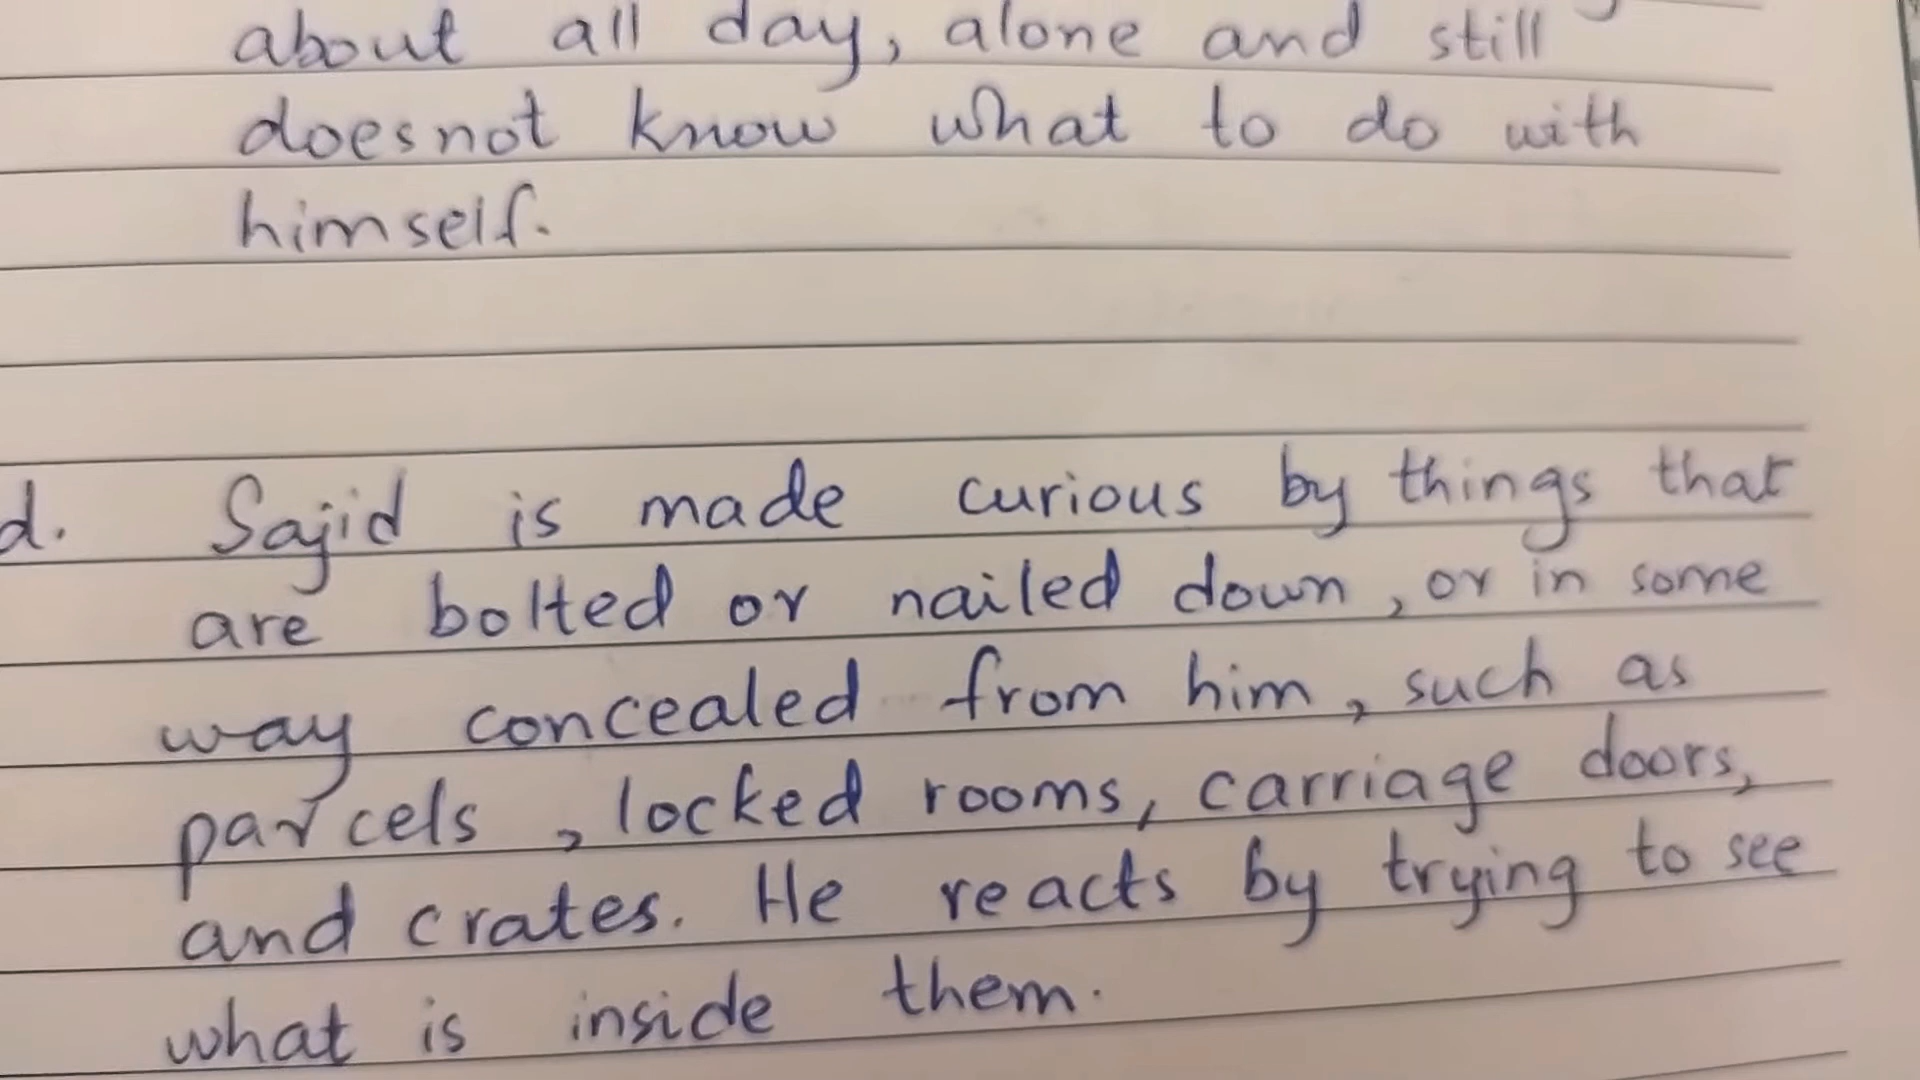 about all day, alone and still
doesnot know what to do with
himself.
d. Sajid is made curious by things that
are bolted or nailed down, or in some
way concealed from him, such as
parcels, locked rooms, carriage doors,
and crates. He reacts by trying to see
what is inside them.